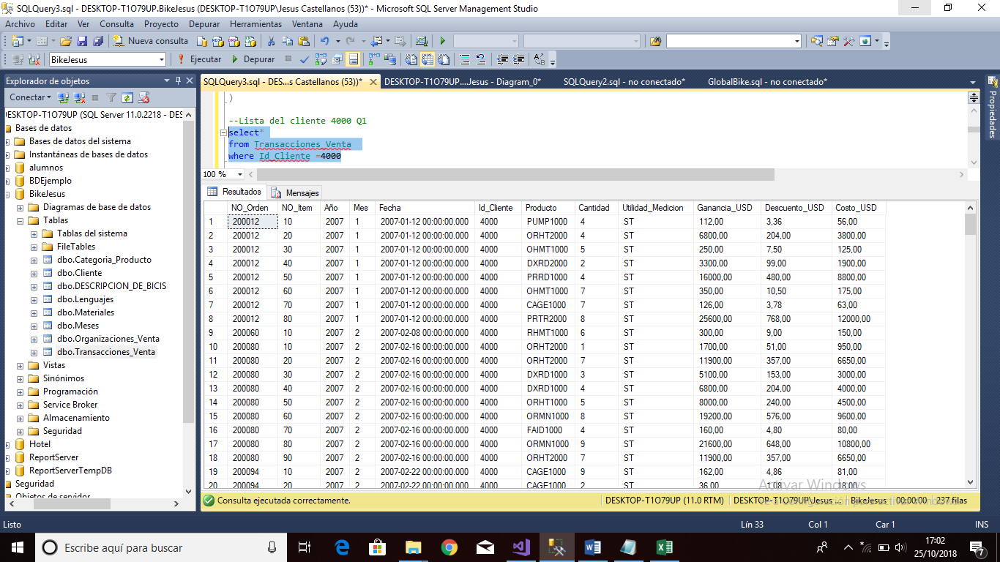 SQLQuery3.sql - DESKTOP-T1O79UP.BikeJesus (DESKTOP-T1O79UP\Jesus Castellanos (53))* - Microsoft SQL Server Management Studio
Archivo Editar Ver Consulta Proyecto Depurar Herramientas Ventana Ayuda
Nueva consulta
BikeJesus Ejecutar Depurar
Explorador de objetos
Conectar
DESKTOP-T1O79UP (SQL Server 11.0.2218 - DES
Bases de datos
Bases de datos del sistema
Instantáneas de bases de datos
alumnos
BDEjemplo
BikeJesus
Diagramas de base de datos
Tablas
Tablas del sistema
FileTables
dbo.Categoria_Producto
dbo.Cliente
dbo.DESCRIPCION_DE_BICIS
dbo.Lenguajes
dbo.Materiales
dbo.Meses
dbo.Organizaciones_Venta
dbo.Transacciones_Venta
Vistas
Sinónimos
Programación
Service Broker
Almacenamiento
Seguridad
Hotel
ReportServer
ReportServerTempDB
Seguridad
Objetos de servidor
SQLQuery3.sql - DES...s Castellanos (53))* DESKTOP-T1O79UP....Jesus - Diagram_0* SQLQuery2.sql - no conectado* GlobalBike.sql - no conectado*
Propiedades
)
--Lista del cliente 4000 Q1
select*
from Transacciones_Venta
where Id_Cliente =4000
100 %
Resultados Mensajes
NO_Orden NO_Item Año Mes Fecha Id_Cliente Producto Cantidad Utilidad_Medicion Ganancia_USD Descuento_USD Costo_USD
1 200012 10 2007 1 2007-01-12 00:00:00.000 4000 PUMP1000 4 ST 112,00 3,36 56,00
2 200012 20 2007 1 2007-01-12 00:00:00.000 4000 ORHT2000 4 ST 6800,00 204,00 3800,00
3 200012 30 2007 1 2007-01-12 00:00:00.000 4000 OHMT1000 5 ST 250,00 7,50 125,00
4 200012 40 2007 1 2007-01-12 00:00:00.000 4000 DXRD2000 2 ST 3300,00 99,00 1900,00
5 200012 50 2007 1 2007-01-12 00:00:00.000 4000 PRRD1000 4 ST 16000,00 480,00 8800,00
6 200012 60 2007 1 2007-01-12 00:00:00.000 4000 OHMT1000 7 ST 350,00 10,50 175,00
7 200012 70 2007 1 2007-01-12 00:00:00.000 4000 CAGE1000 7 ST 126,00 3,78 63,00
8 200012 80 2007 1 2007-01-12 00:00:00.000 4000 PRTR2000 8 ST 25600,00 768,00 12000,00
9 200060 10 2007 2 2007-02-08 00:00:00.000 4000 RHMT1000 6 ST 300,00 9,00 150,00
10 200080 10 2007 2 2007-02-16 00:00:00.000 4000 ORHT2000 1 ST 1700,00 51,00 950,00
11 200080 20 2007 2 2007-02-16 00:00:00.000 4000 ORHT2000 7 ST 11900,00 357,00 6650,00
12 200080 30 2007 2 2007-02-16 00:00:00.000 4000 DXRD2000 3 ST 5100,00 153,00 3000,00
13 200080 40 2007 2 2007-02-16 00:00:00.000 4000 DXRD1000 4 ST 6800,00 204,00 4000,00
14 200080 50 2007 2 2007-02-16 00:00:00.000 4000 ORHT1000 5 ST 8000,00 240,00 4500,00
15 200080 60 2007 2 2007-02-16 00:00:00.000 4000 ORMN1000 8 ST 19200,00 576,00 9600,00
16 200080 70 2007 2 2007-02-16 00:00:00.000 4000 FAID1000 4 ST 160,00 4,80 80,00
17 200080 80 2007 2 2007-02-16 00:00:00.000 4000 ORMN1000 9 ST 21600,00 648,00 10800,00
18 200080 90 2007 2 2007-02-16 00:00:00.000 4000 ORHT2000 7 ST 11900,00 357,00 6650,00
19 200094 10 2007 2 2007-02-22 00:00:00.000 4000 CAGE1000 9 ST 162,00 4,86 81,00
20 200094 20 2007 2 2007-02-22 00:00:00.000 4000 CAGE1000 2 ST 36,00 1,08 18,00
Activar Windows
Consulta ejecutada correctamente. DESKTOP-T1O79UP (11.0 RTM) DESKTOP-T1O79UP\Jesus ... BikeJesus 00:00:00 237 filas
Listo Lín 33 Col 1 Car 1 INS
Escribe aquí para buscar
17:02
25/10/2018
7